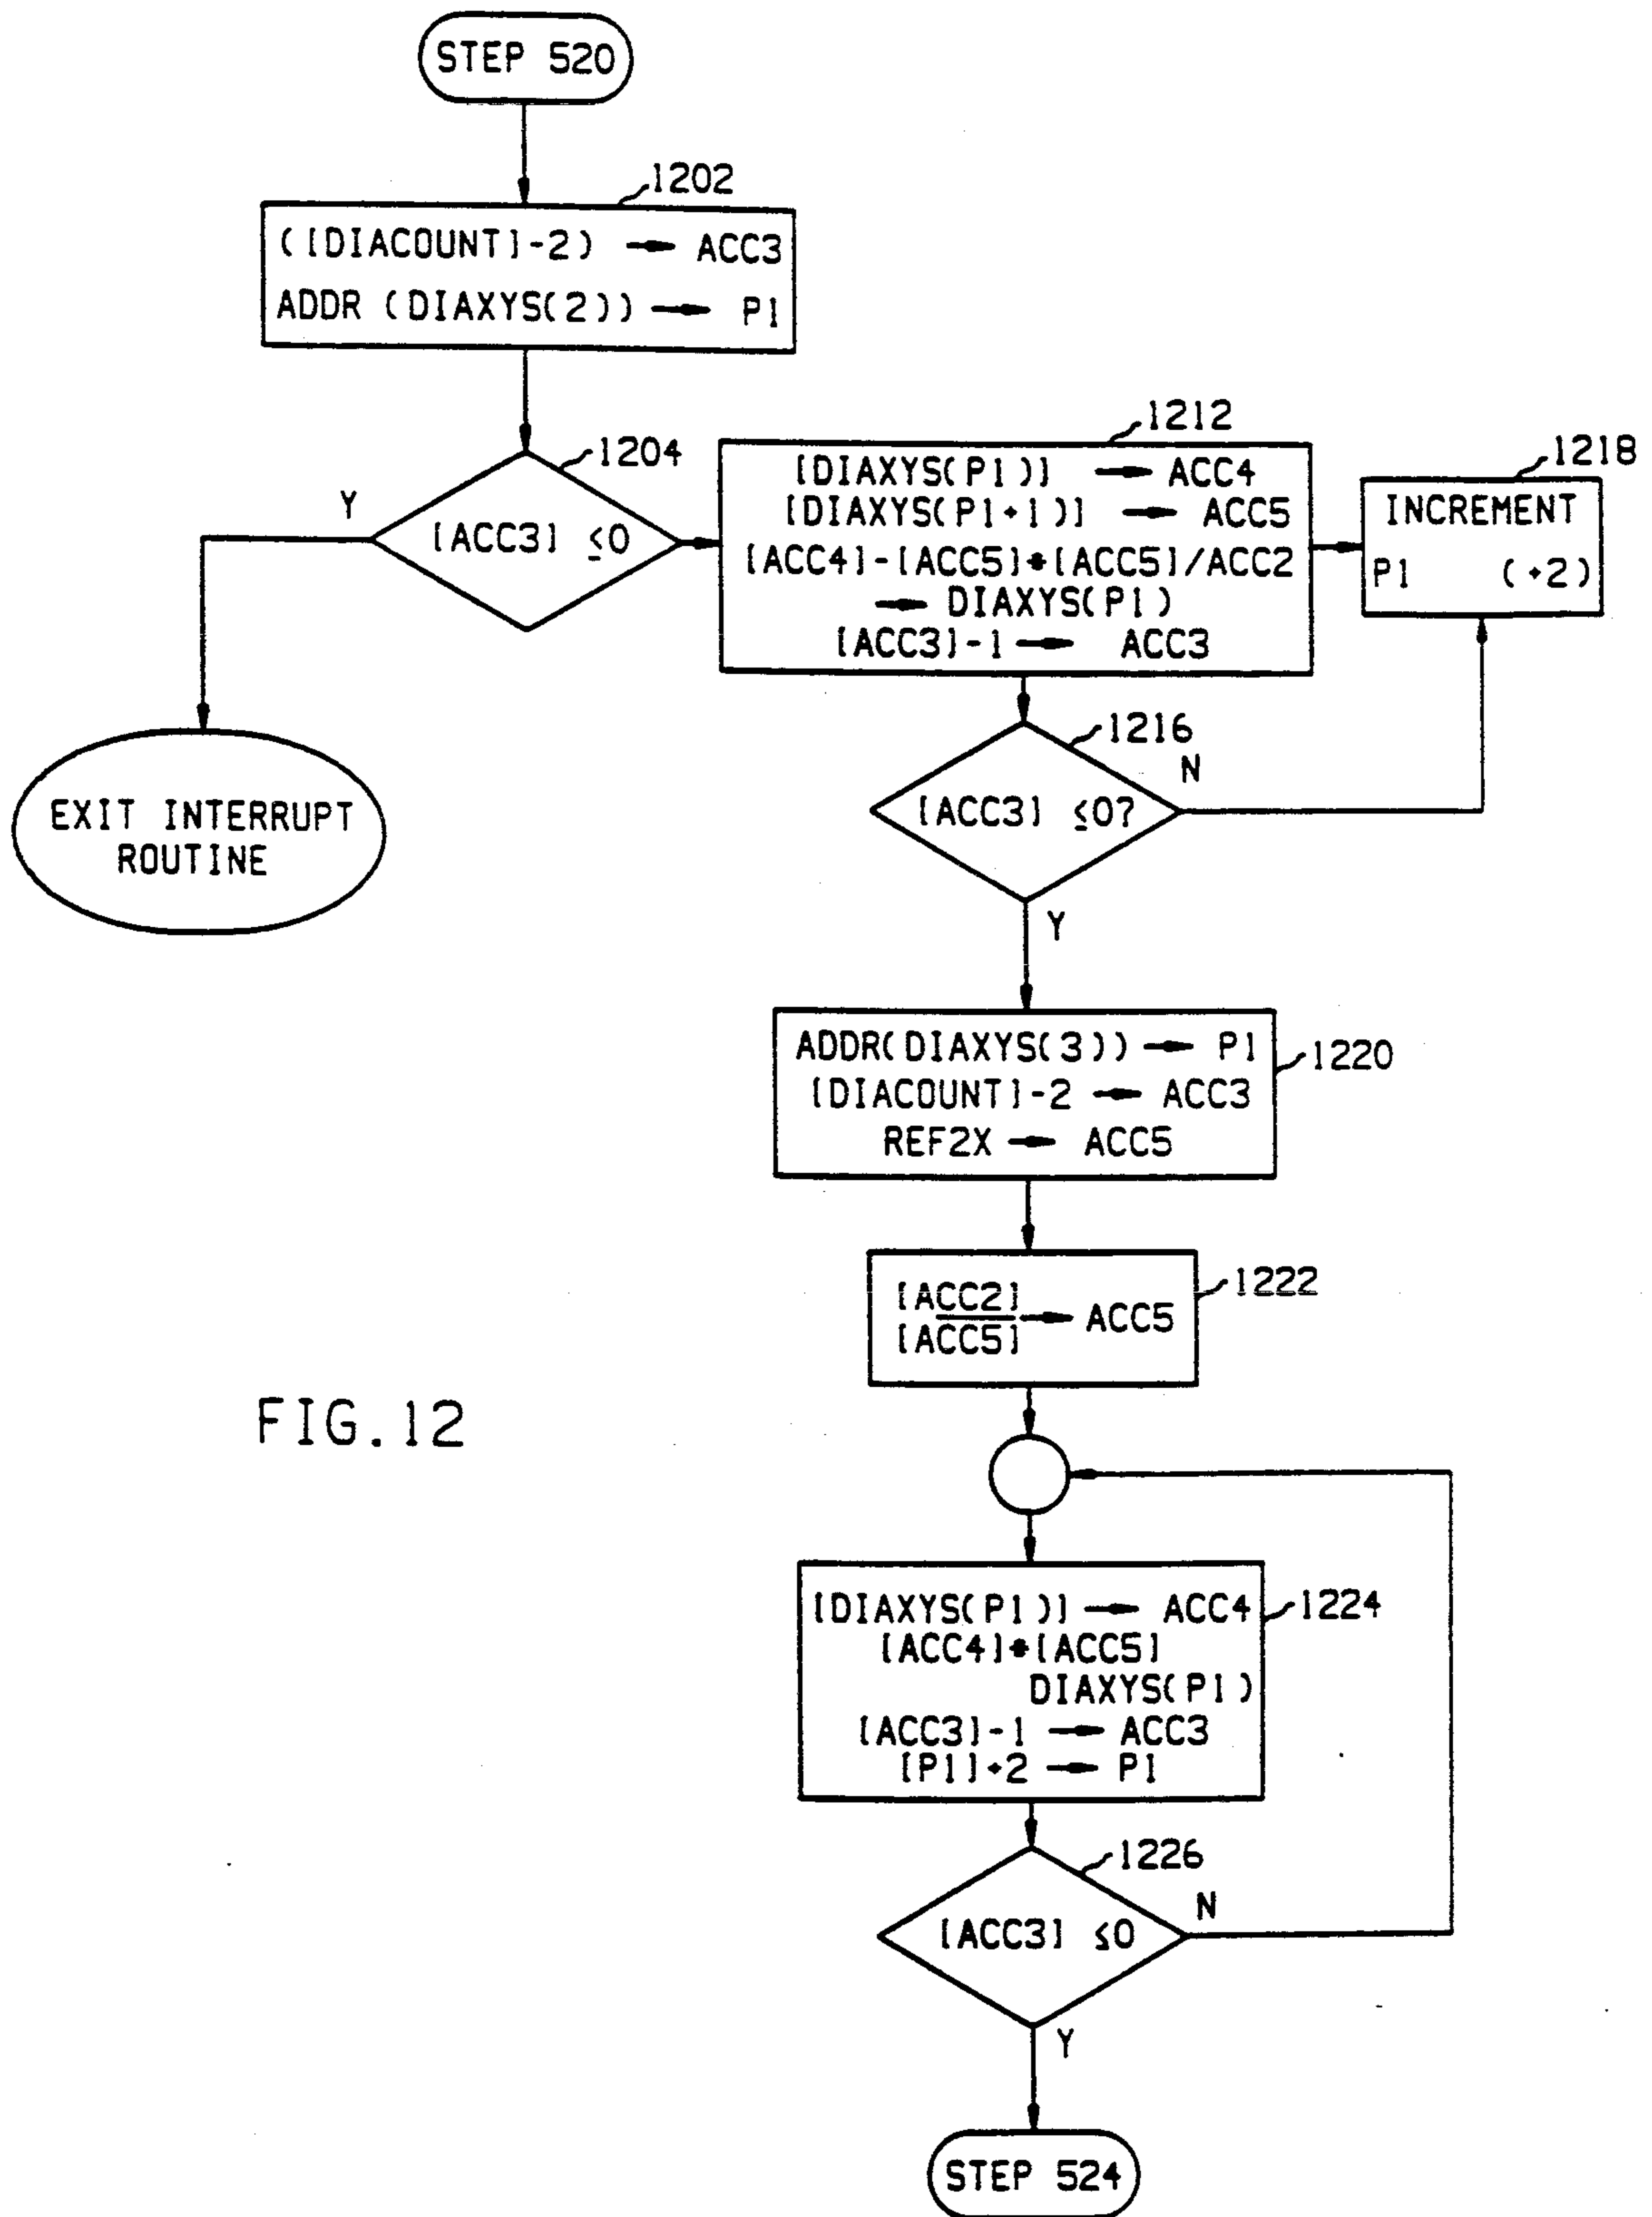 STEP 520
1202
([DIACOUNT]-2) → ACC3
ADDR (DIAXYS(2)) → P1
1204
Y
[ACC3] ≤0
EXIT INTERRUPT
ROUTINE
1212
[DIAXYS(P1)] → ACC4
[DIAXYS(P1+1)] → ACC5
[ACC4]-[ACC5]*[ACC5]/ACC2
→ DIAXYS(P1)
[ACC3]-1 → ACC3
1218
INCREMENT
P1 (+2)
1216
N
[ACC3] ≤0?
Y
ADDR(DIAXYS(3)) → P1
[DIACOUNT]-2 → ACC3
REF2X → ACC5
1220
[ACC2]
[ACC5]
→ ACC5
1222
FIG.12
[DIAXYS(P1)] → ACC4
[ACC4]*[ACC5]
DIAXYS(P1)
[ACC3]-1 → ACC3
[P1]+2 → P1
1224
1226
N
[ACC3] ≤0
Y
STEP 524